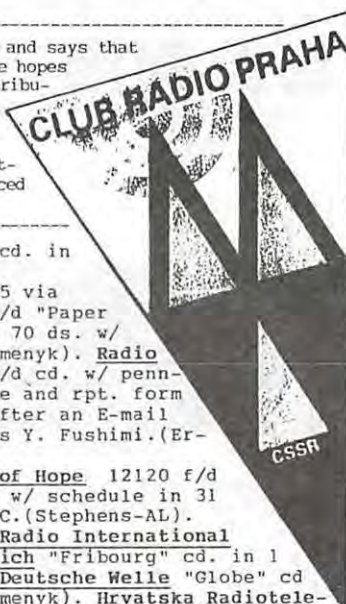 and says that
e hopes
ribu-
CLUB RADIO PRAHA
t-
ced
cd. in
5 via
/d "Paper
70 ds. w/
menyk). Radio
/d cd. w/ penn-
e and rpt. form
fter an E-mail
s Y. Fushimi.(Er-
CSSR
of Hope 12120 f/d
w/ schedule in 31
C.(Stephens-AL).
Radio International
ich "Fribourg" cd. in 1
Deutsche Welle "Globe" cd
menyk). Hrvatska Radiotele-